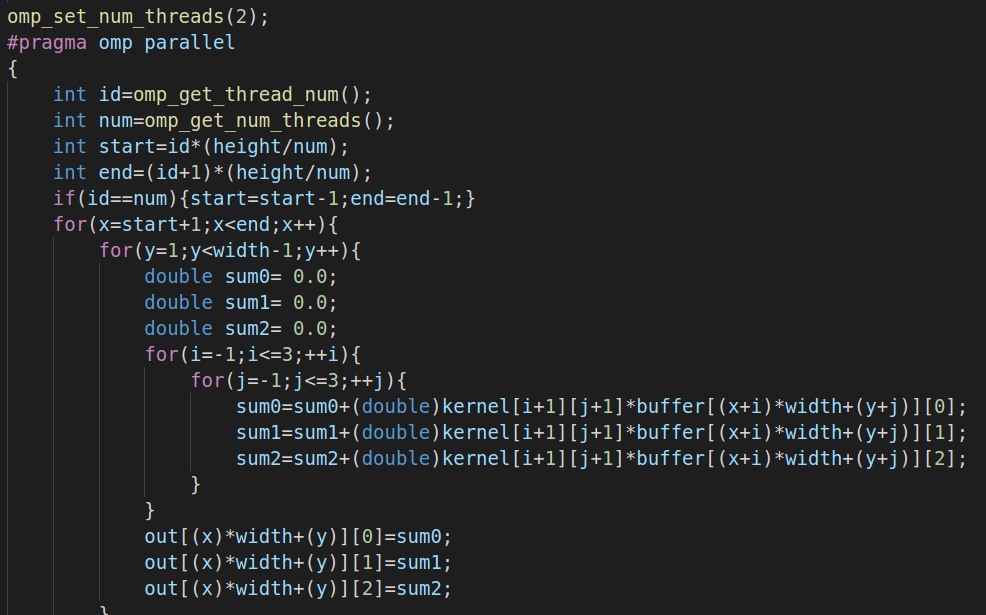 omp_set_num_threads(2);
#pragma omp parallel
{
    int id=omp_get_thread_num();
    int num=omp_get_num_threads();
    int start=id*(height/num);
    int end=(id+1)*(height/num);
    if(id==num){start=start-1;end=end-1;}
    for(x=start+1;x<end;x++){
        for(y=1;y<width-1;y++){
            double sum0= 0.0;
            double sum1= 0.0;
            double sum2= 0.0;
            for(i=-1;i<=3;++i){
                for(j=-1;j<=3;++j){
                    sum0=sum0+(double)kernel[i+1][j+1]*buffer[(x+i)*width+(y+j)][0];
                    sum1=sum1+(double)kernel[i+1][j+1]*buffer[(x+i)*width+(y+j)][1];
                    sum2=sum2+(double)kernel[i+1][j+1]*buffer[(x+i)*width+(y+j)][2];
                }
            }
            out[(x)*width+(y)][0]=sum0;
            out[(x)*width+(y)][1]=sum1;
            out[(x)*width+(y)][2]=sum2;
        }